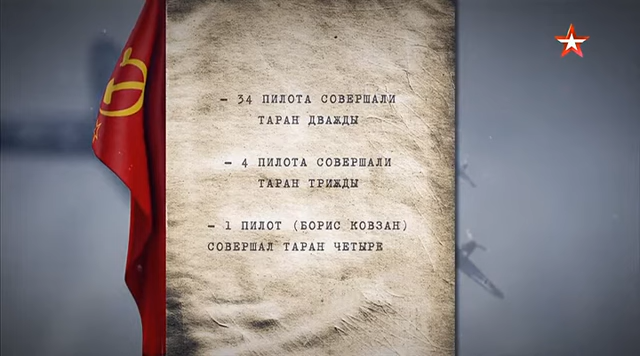 – 34 ПИЛОТА СОВЕРШАЛИ
ТАРАН ДВАЖДЫ
– 4 ПИЛОТА СОВЕРШАЛИ
ТАРАН ТРИЖДЫ
– 1 ПИЛОТ (БОРИС КОВЗАН)
СОВЕРШАЛ ТАРАН ЧЕТЫРЕ